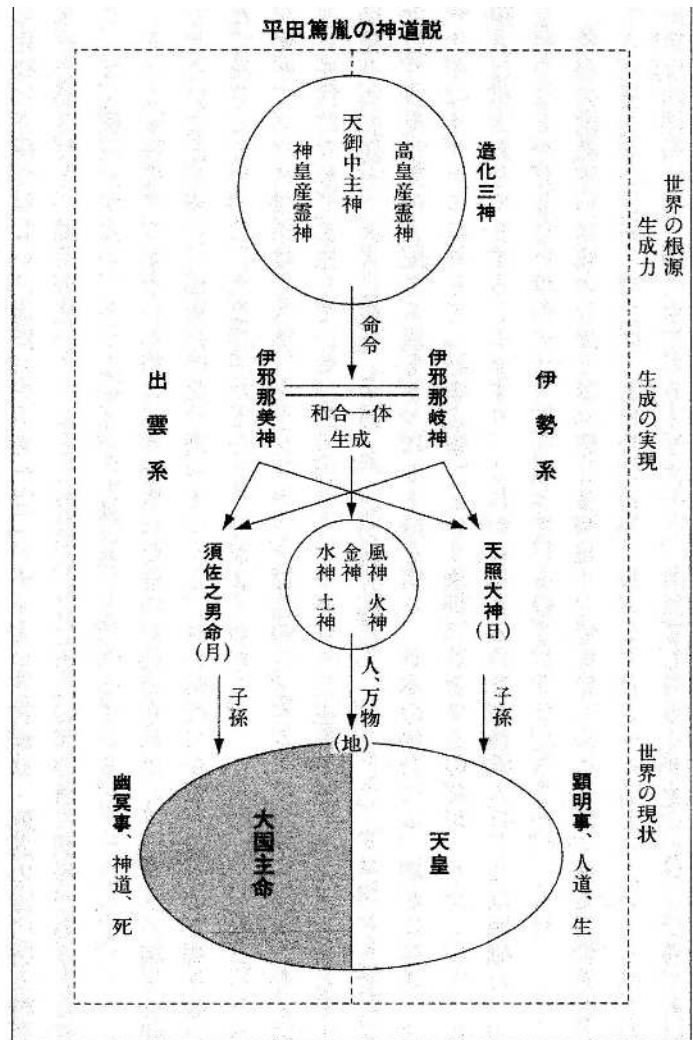 平田篤胤の神道説
世界の根源
生成力
造化三神
高皇産霊神
天御中主神
神皇産霊神
命令
生成の実現
伊勢系
伊邪那岐神
和合一体
生成
伊邪那美神
出雲系
天照大神(日)
風神
金神
水神
火神
土神
須佐之男命(月)
子孫
人、万物
(地)
子孫
世界の現状
顕明事、人道、生
天皇
大国主命
幽冥事、神道、死